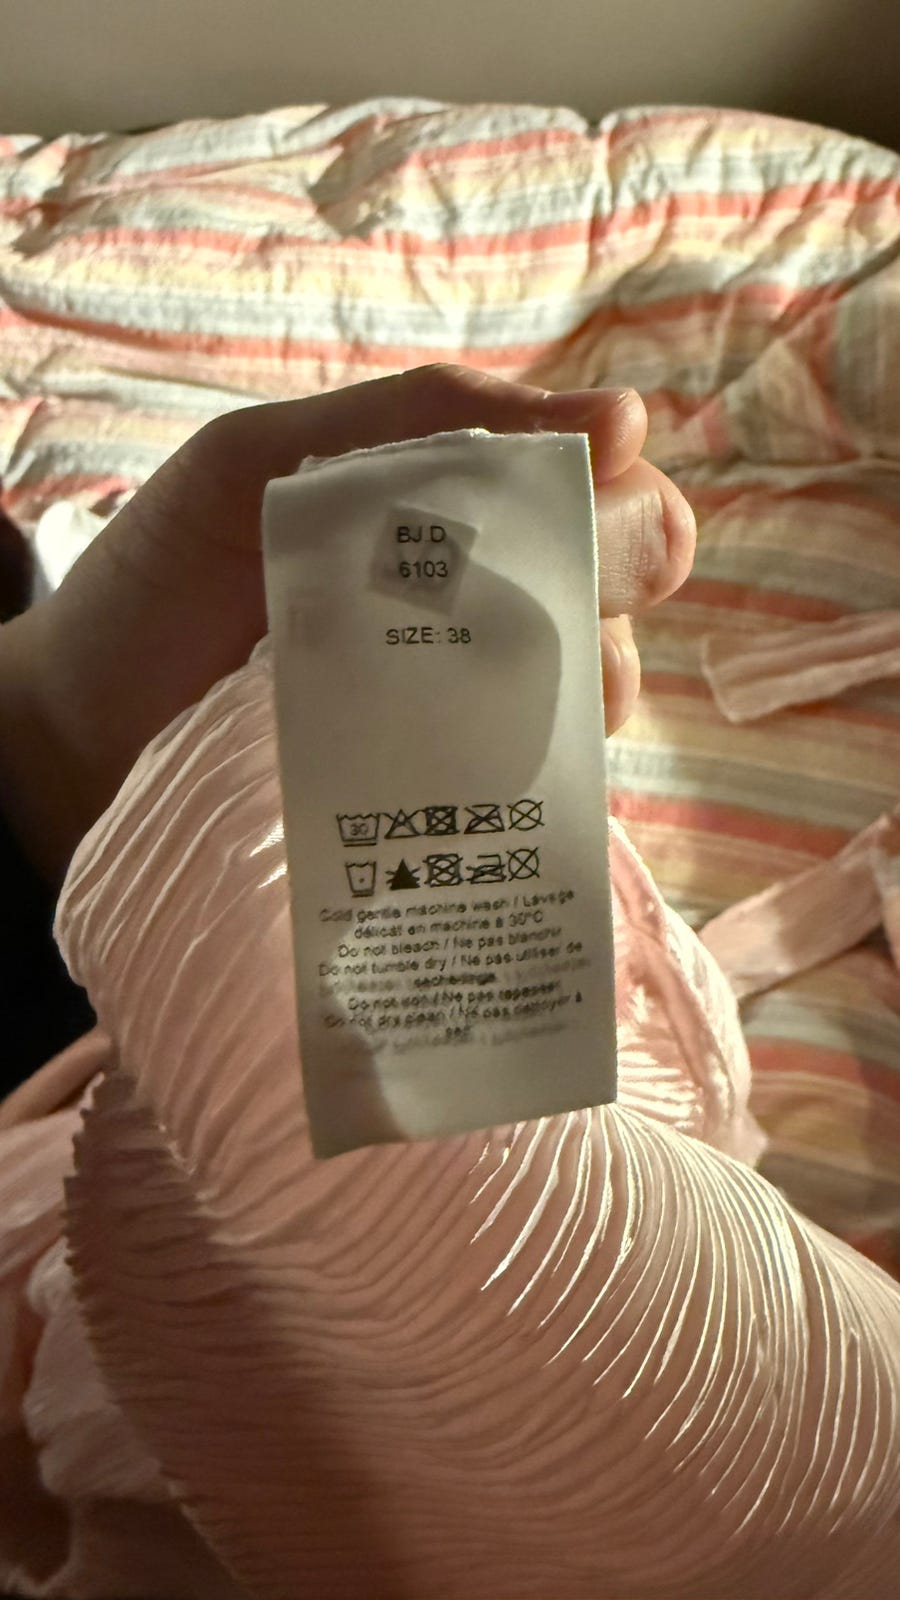 BJ.D
6103
SIZE: 38
30
Cold gentle machine wash / Lavage
délicat en machine à 30°C
Do not bleach / Ne pas blanchir
Do not tumble dry / Ne pas utiliser de
sechedage
Do not iron / Ne pas repasser
Do not dry clean / Ne pas nettoyer à
sec